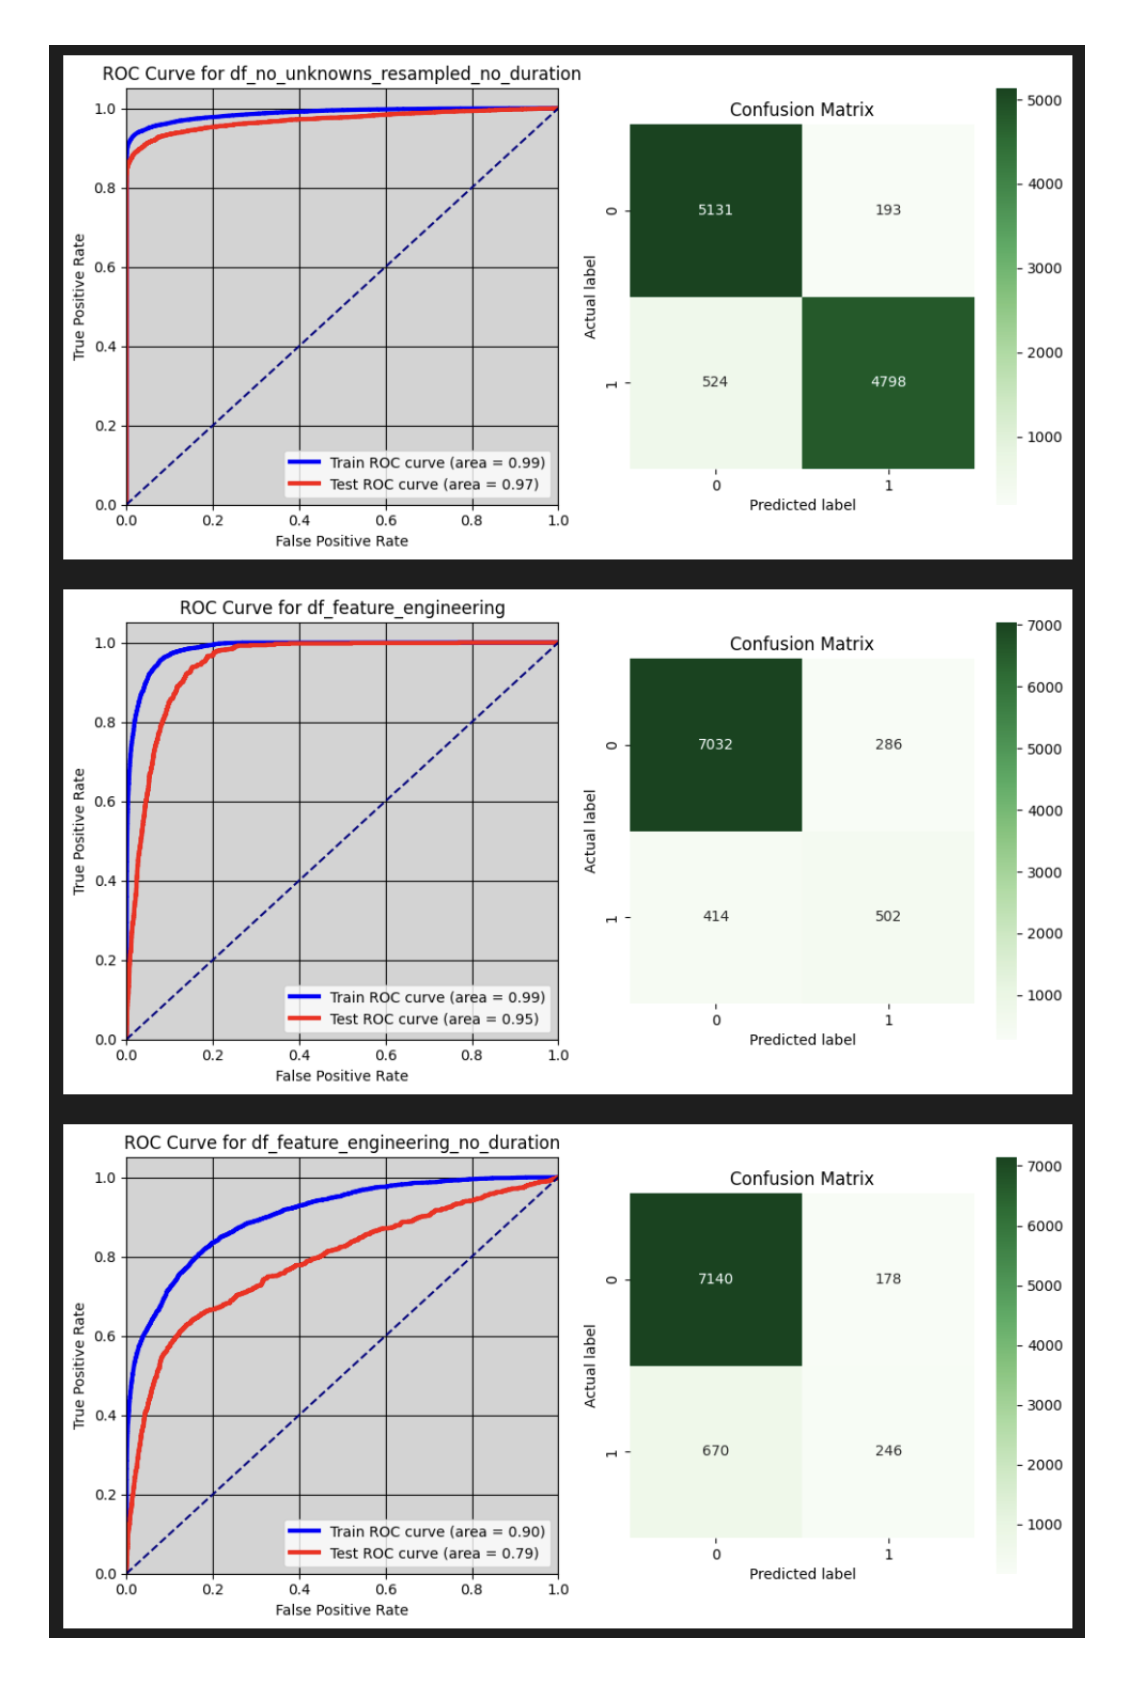 ROC Curve for df_no_unknowns_resampled_no_duration
True Positive Rate
1.0
0.8
0.6
0.4
0.2
0.0
0.0 0.2 0.4 0.6 0.8 1.0
False Positive Rate
Train ROC curve (area = 0.99)
Test ROC curve (area = 0.97)
Confusion Matrix
Actual label
0
1
5131 193
524 4798
0 1
Predicted label
5000
4000
3000
2000
1000
ROC Curve for df_feature_engineering
True Positive Rate
1.0
0.8
0.6
0.4
0.2
0.0
0.0 0.2 0.4 0.6 0.8 1.0
False Positive Rate
Train ROC curve (area = 0.99)
Test ROC curve (area = 0.95)
Confusion Matrix
Actual label
0
1
7032 286
414 502
0 1
Predicted label
7000
6000
5000
4000
3000
2000
1000
ROC Curve for df_feature_engineering_no_duration
True Positive Rate
1.0
0.8
0.6
0.4
0.2
0.0
0.0 0.2 0.4 0.6 0.8 1.0
False Positive Rate
Train ROC curve (area = 0.90)
Test ROC curve (area = 0.79)
Confusion Matrix
Actual label
0
1
7140 178
670 246
0 1
Predicted label
7000
6000
5000
4000
3000
2000
1000